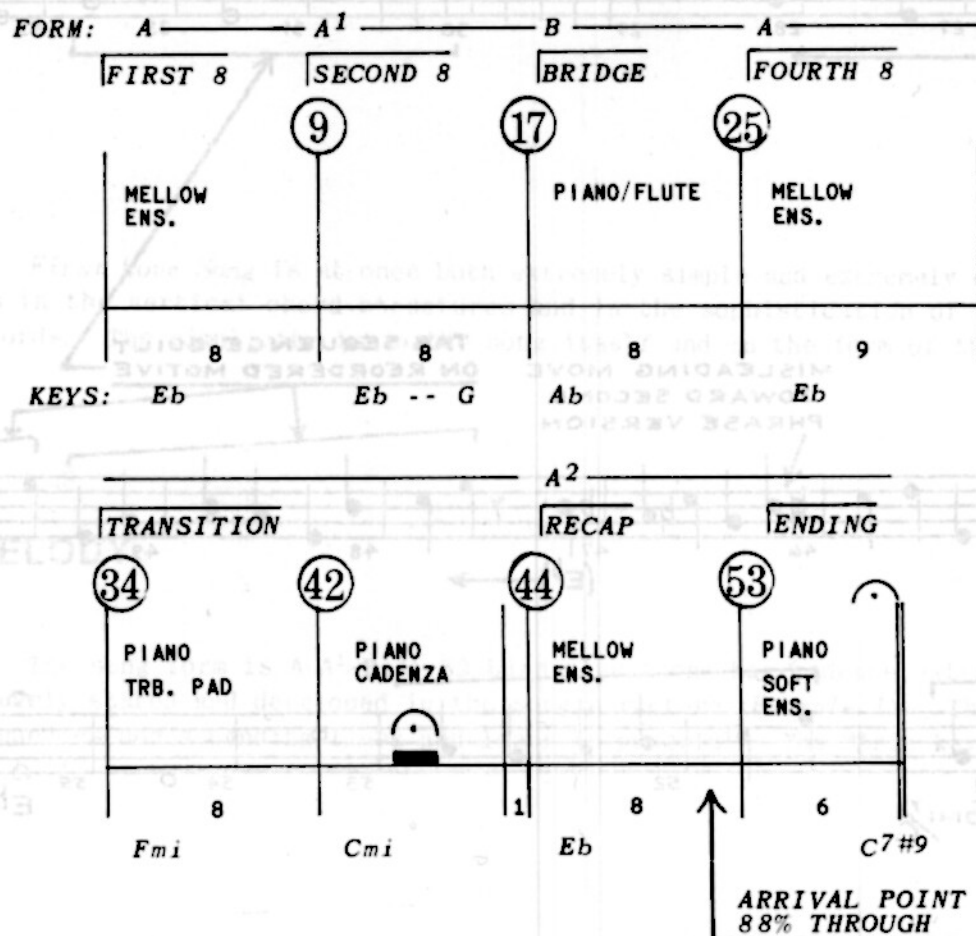 FORM: A A1 B A
FIRST 8 SECOND 8 BRIDGE FOURTH 8
9 17 25
MELLOW PIANO/FLUTE MELLOW
ENS. ENS.
8 8 8 9
KEYS: Eb Eb -- G Ab Eb
A2
TRANSITION RECAP ENDING
34 42 44 53
PIANO PIANO MELLOW PIANO
TRB. PAD CADENZA ENS. SOFT
ENS.
8 1 8 6
Fmi Cmi Eb C7#9
ARRIVAL POINT
88% THROUGH